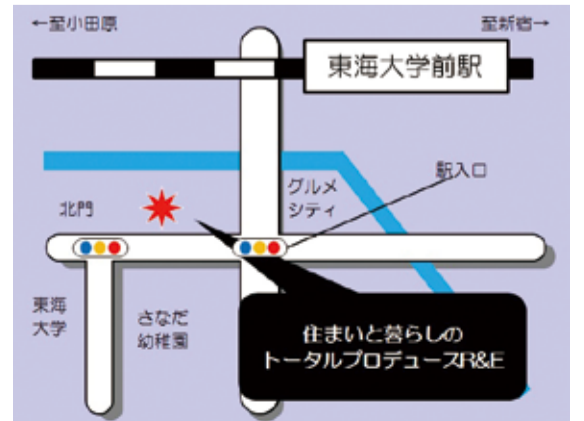 ←至小田原
至新宿→
東海大学前駅
駅入口
グルメ
シティ
北門
東海
大学
さなだ
幼稚園
住まいと暮らしの
トータルプロデュースR&E